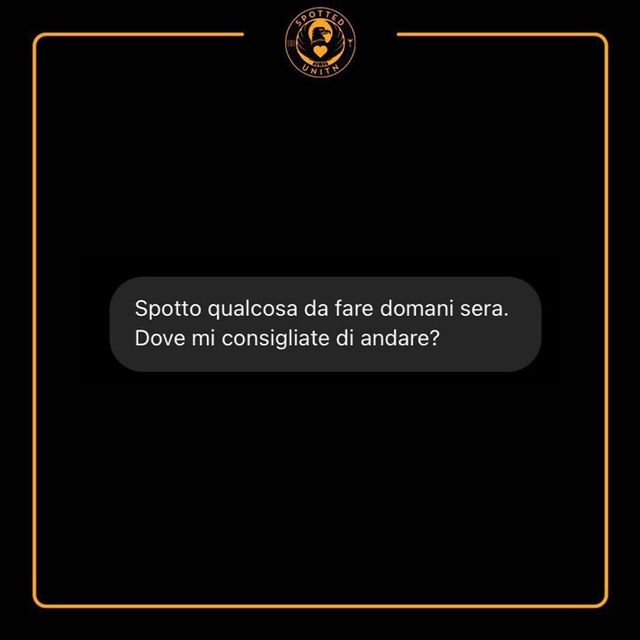 SPOTTED
UNITN
Spotto qualcosa da fare domani sera.
Dove mi consigliate di andare?